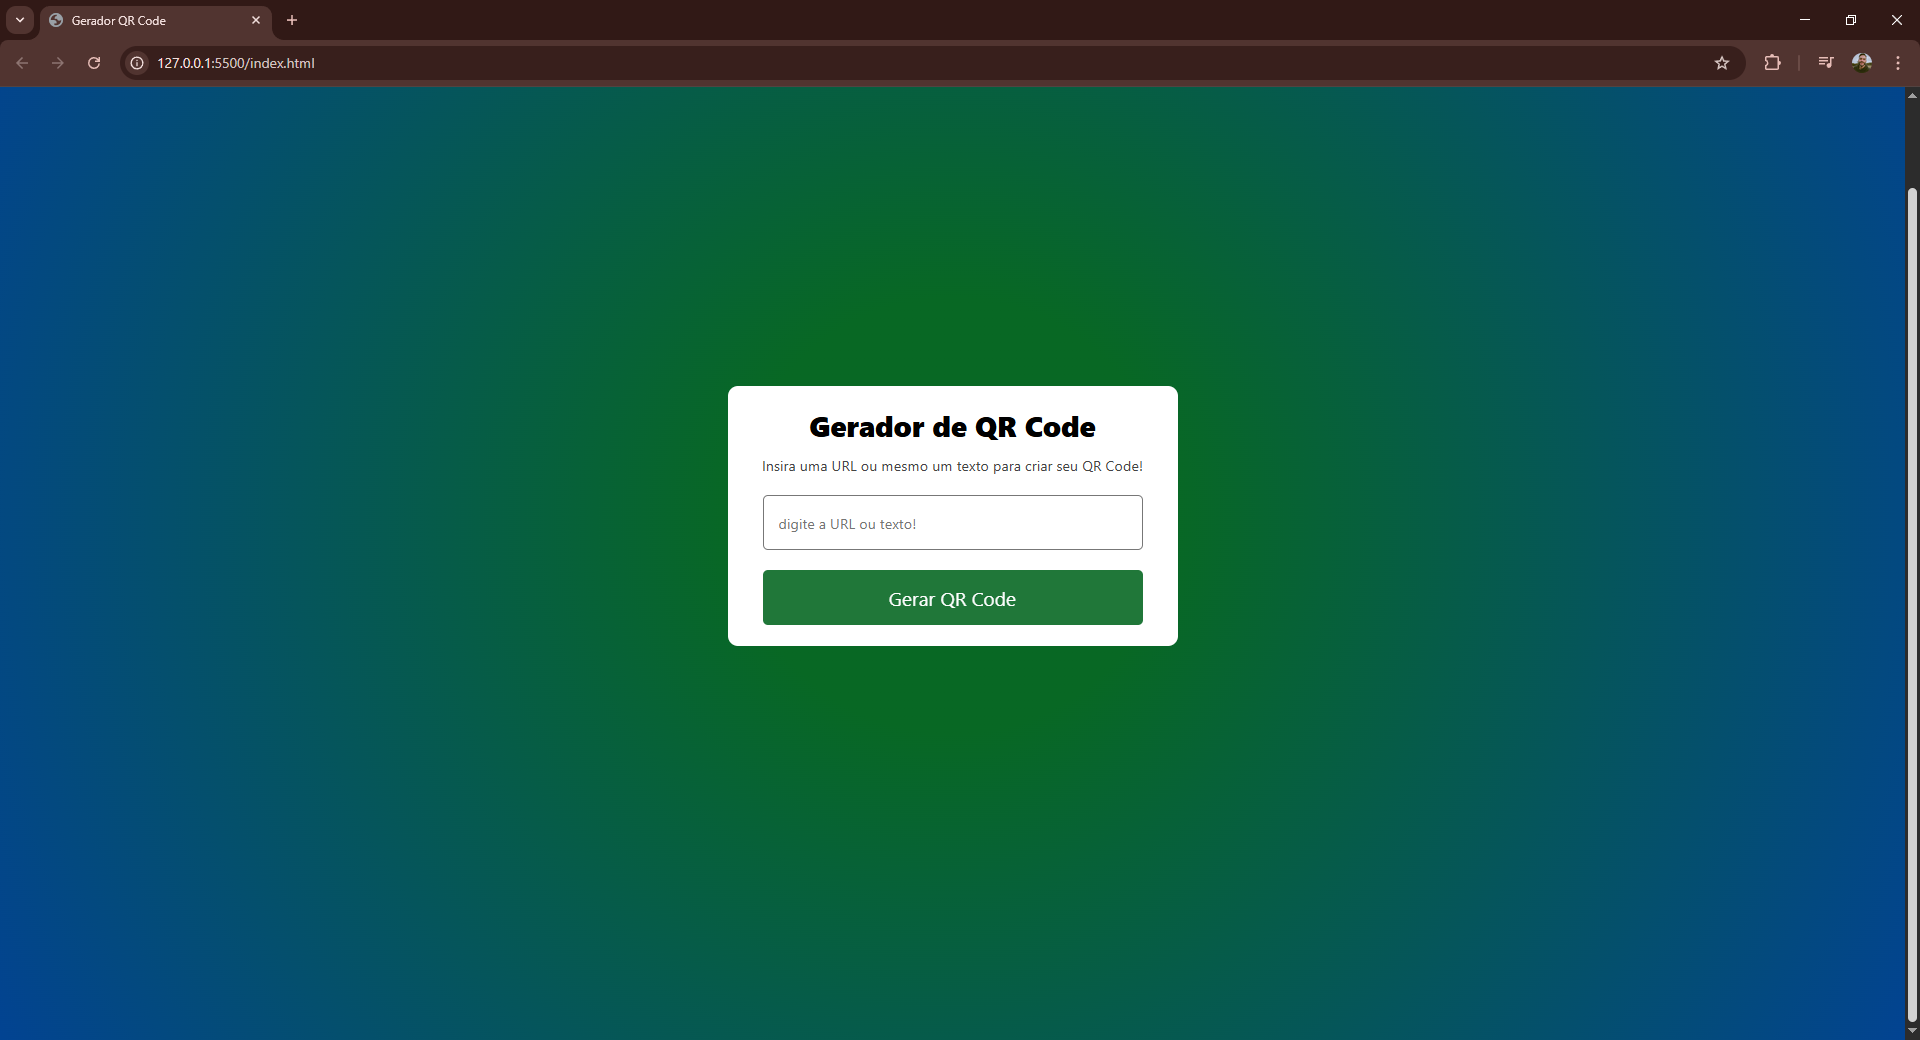 Gerador QR Code
127.0.0.1:5500/index.html
Gerador de QR Code
Insira uma URL ou mesmo um texto para criar seu QR Code!
digite a URL ou texto!
Gerar QR Code